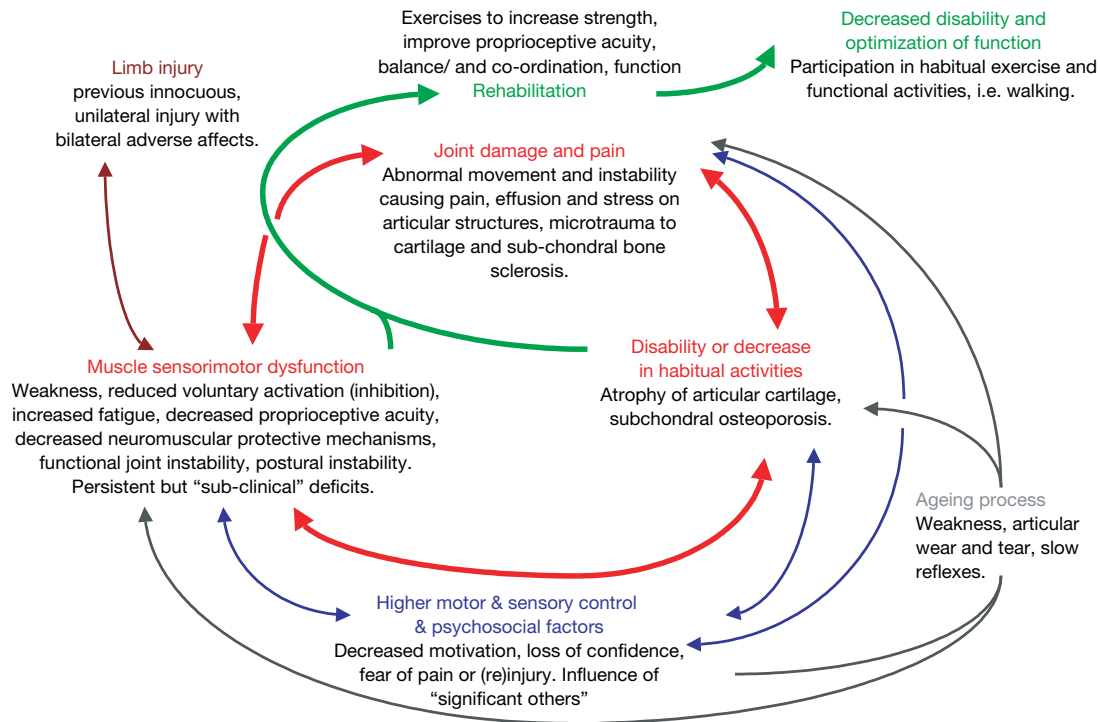 Exercises to increase strength,
improve proprioceptive acuity,
balance/ and co-ordination, function
Rehabilitation
Decreased disability and
optimization of function
Participation in habitual exercise and
functional activities, i.e. walking.
Limb injury
previous innocuous,
unilateral injury with
bilateral adverse affects.
Joint damage and pain
Abnormal movement and instability
causing pain, effusion and stress on
articular structures, microtrauma to
cartilage and sub-chondral bone
sclerosis.
Muscle sensorimotor dysfunction
Weakness, reduced voluntary activation (inhibition),
increased fatigue, decreased proprioceptive acuity,
decreased neuromuscular protective mechanisms,
functional joint instability, postural instability.
Persistent but “sub-clinical” deficits.
Disability or decrease
in habitual activities
Atrophy of articular cartilage,
subchondral osteoporosis.
Ageing process
Weakness, articular
wear and tear, slow
reflexes.
Higher motor & sensory control
& psychosocial factors
Decreased motivation, loss of confidence,
fear of pain or (re)injury. Influence of
“significant others”